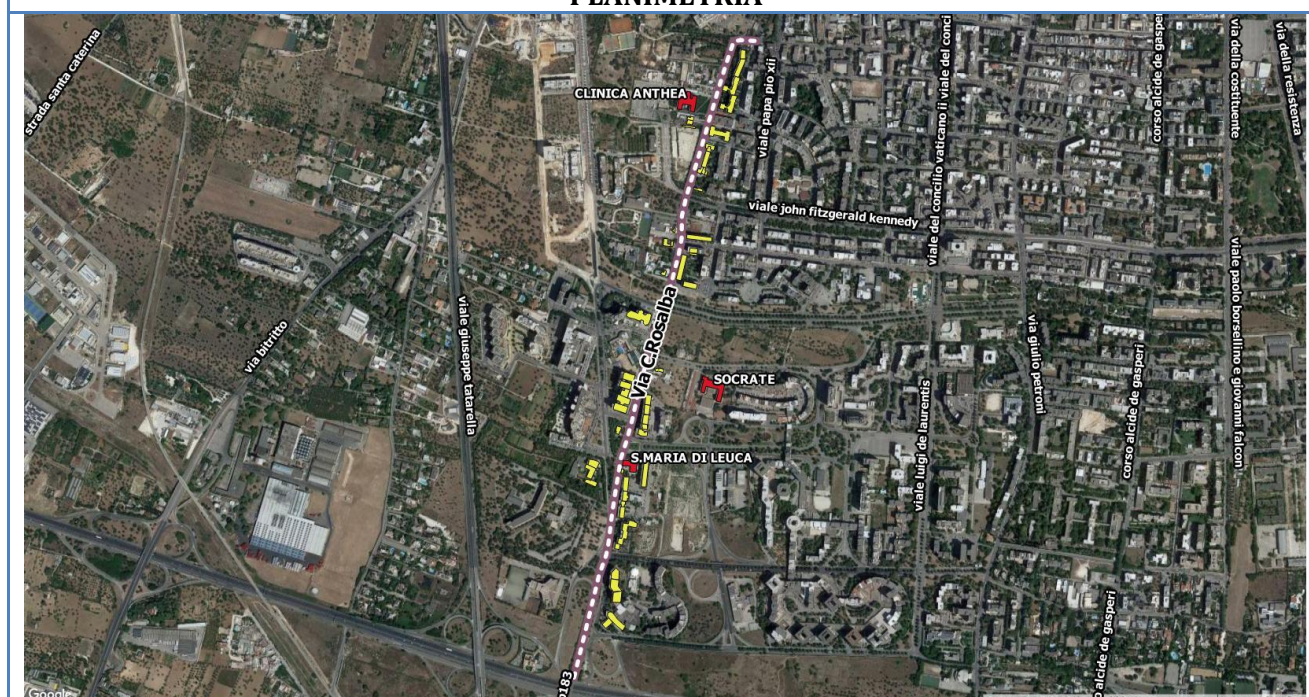 PLANIMETRIA
strada santa caterina
CLINICA ANTHEA
viale papa pio xii
viale del concilio vaticano ii viale del conci
corso alcide de gasperi
via della costituente
via della resistenza
viale john fitzgerald kennedy
viale paolo borsellino e giovanni falcon
via bitritto
viale giuseppe tatarella
Via C.Rosalba
SOCRATE
via giulio petroni
corso alcide de gasperi
viale luigi de laurentis
S.MARIA DI LEUCA
o alcide de gasperi
p183
Google